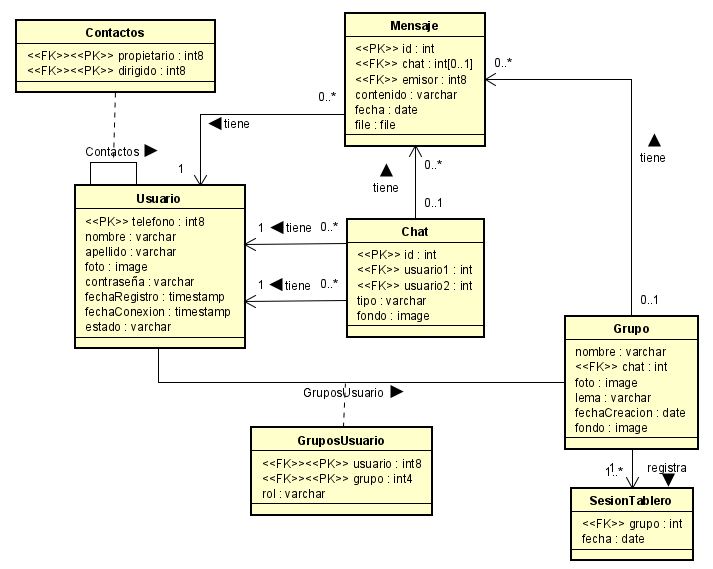 Contactos
<<FK>><<PK>> propietario : int8
<<FK>><<PK>> dirigido : int8
Mensaje
<<PK>> id : int
<<FK>> chat : int[0..1]
<<FK>> emisor : int8
contenido : varchar
fecha : date
file : file
0..*
0..*
tiene
1
Contactos
tiene
0..*
tiene
0..1
Usuario
<<PK>> telefono : int8
nombre : varchar
apellido : varchar
foto : image
contraseña : varchar
fechaRegistro : timestamp
fechaConexion : timestamp
estado : varchar
1
tiene
0..*
1
tiene
0..*
Chat
<<PK>> id : int
<<FK>> usuario1 : int
<<FK>> usuario2 : int
tipo : varchar
fondo : image
0..1
Grupo
nombre : varchar
<<FK>> chat : int
foto : image
lema : varchar
fechaCreacion : date
fondo : image
GruposUsuario
GruposUsuario
<<FK>><<PK>> usuario : int8
<<FK>><<PK>> grupo : int4
rol : varchar
1
1..*
registra
SesionTablero
<<FK>> grupo : int
fecha : date